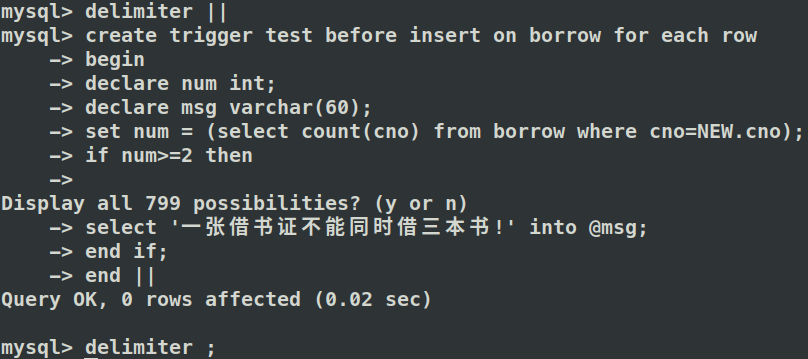 mysql> delimiter ||
mysql> create trigger test before insert on borrow for each row
    -> begin
    -> declare num int;
    -> declare msg varchar(60);
    -> set num = (select count(cno) from borrow where cno=NEW.cno);
    -> if num>=2 then
    ->
Display all 799 possibilities? (y or n)
    -> select '一张借书证不能同时借三本书!' into @msg;
    -> end if;
    -> end ||
Query OK, 0 rows affected (0.02 sec)

mysql> delimiter ;